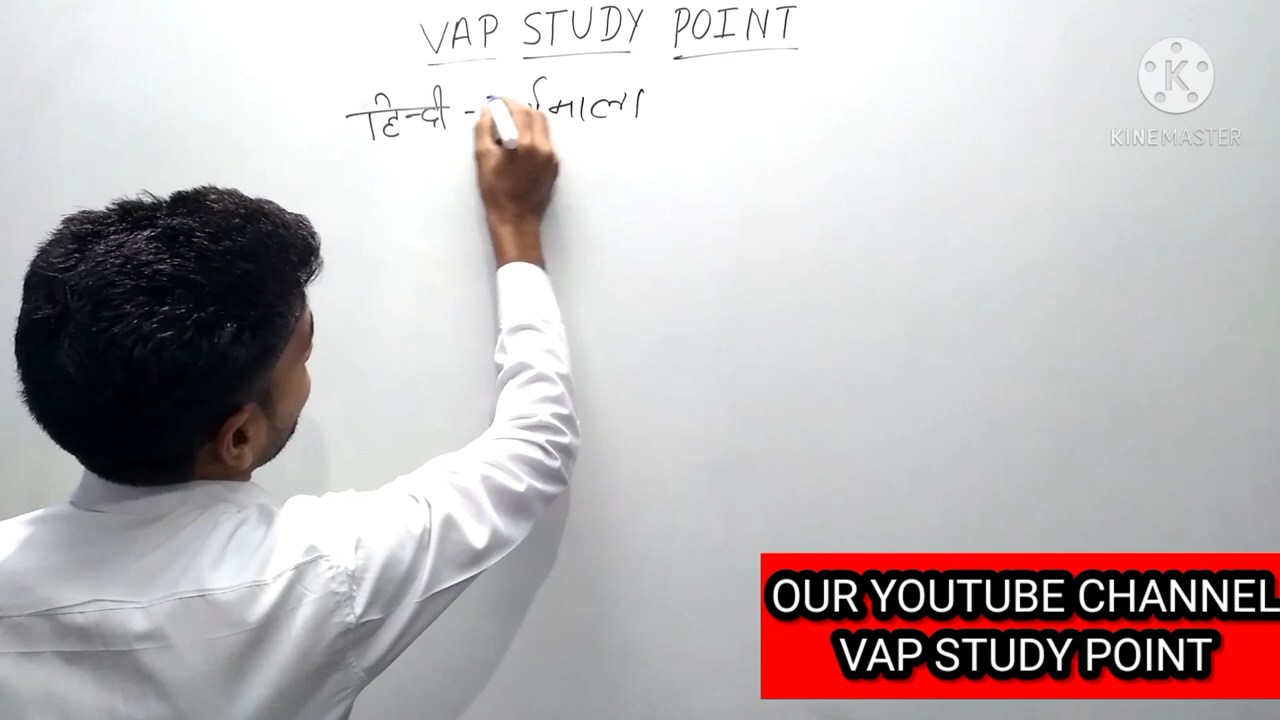 VAP STUDY POINT
हिन्दी -
KINEMASTER
OUR YOUTUBE CHANNEL
VAP STUDY POINT